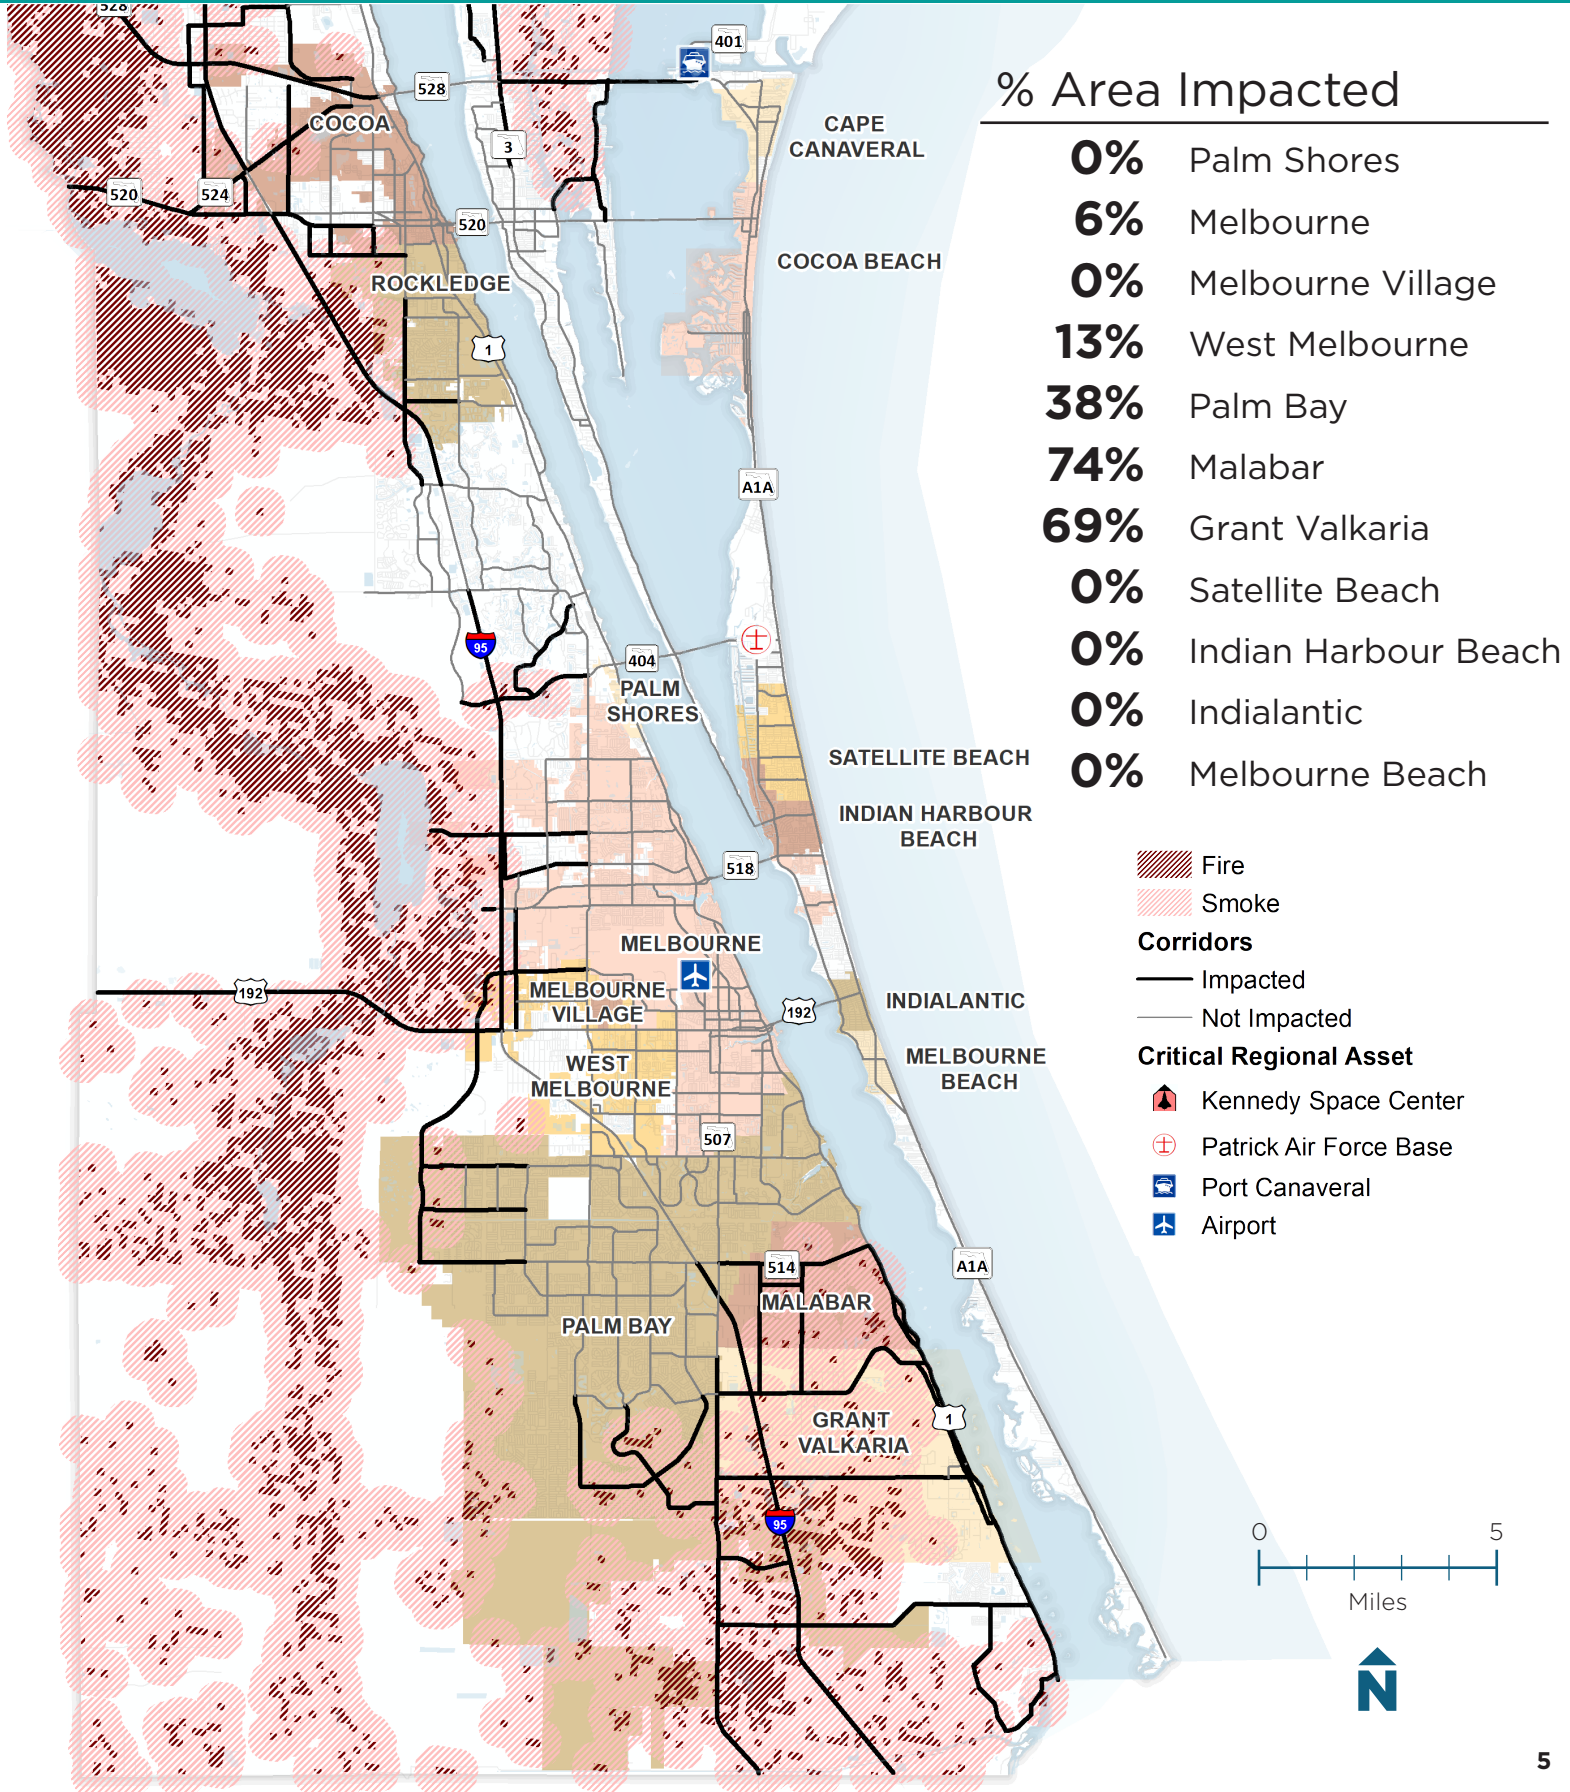 528
401
% Area Impacted
528
COCOA
CAPE
CANAVERAL
3
0% Palm Shores
520
524
520
6% Melbourne
COCOA BEACH
ROCKLEDGE
0% Melbourne Village
1
13% West Melbourne
38% Palm Bay
74% Malabar
A1A
69% Grant Valkaria
0% Satellite Beach
95
404
0% Indian Harbour Beach
PALM
SHORES
0% Indialantic
SATELLITE BEACH
0% Melbourne Beach
INDIAN HARBOUR
BEACH
518
Fire
Smoke
Corridors
MELBOURNE
Impacted
192
MELBOURNE
VILLAGE
192
INDIALANTIC
Not Impacted
WEST
MELBOURNE
MELBOURNE
BEACH
Critical Regional Asset
Kennedy Space Center
507
Patrick Air Force Base
Port Canaveral
Airport
514
A1A
MALABAR
PALM BAY
GRANT
VALKARIA
1
95
0 5
Miles
N
5